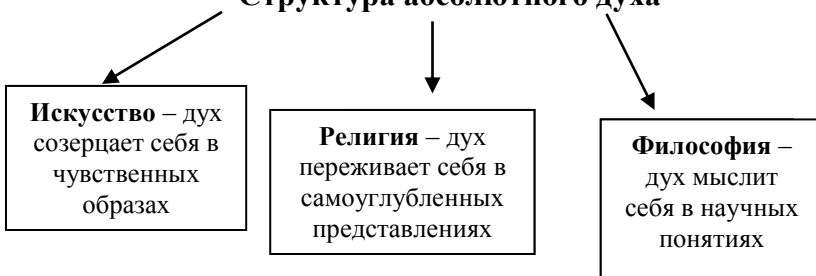 Структура абсолютного духа
Искусство – дух
созерцает себя в
чувственных
образах
Религия – дух
переживает себя в
самоуглубленных
представлениях
Философия –
дух мыслит
себя в научных
понятиях